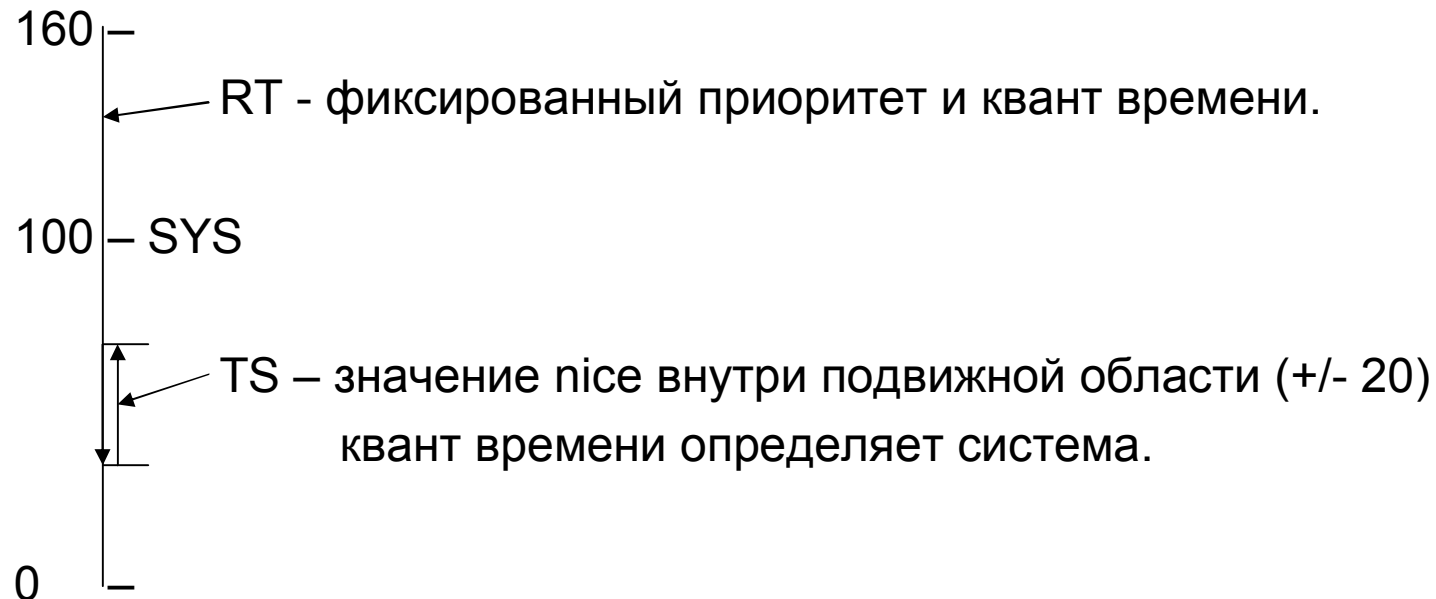 160
RT - фиксированный приоритет и квант времени.
100 – SYS
TS – значение nice внутри подвижной области (+/- 20)
квант времени определяет система.
0